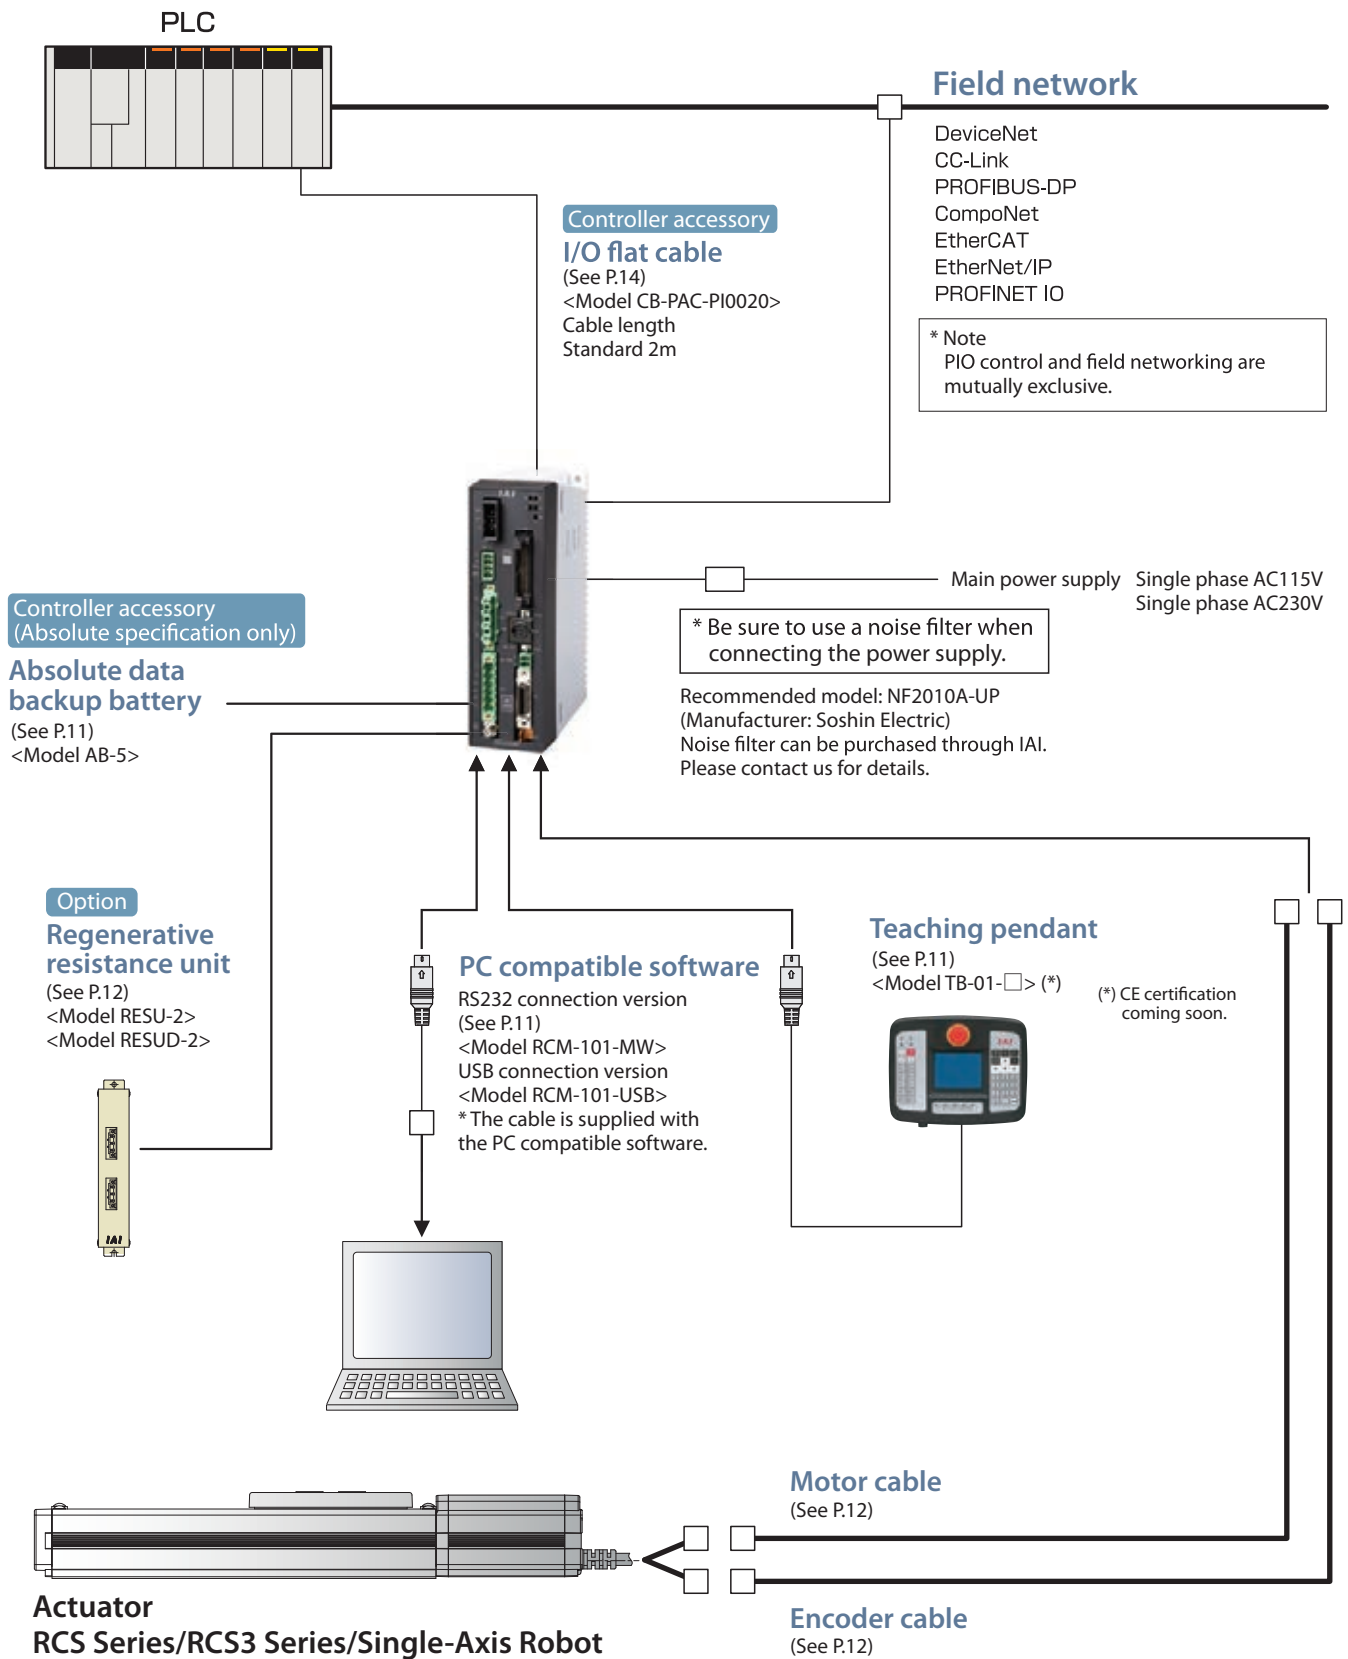 PLC
Field network
DeviceNet
CC-Link
PROFIBUS-DP
CompoNet
EtherCAT
EtherNet/IP
PROFINET IO
* Note
PIO control and field networking are
mutually exclusive.
Controller accessory
I/O flat cable
(See P.14)
<Model CB-PAC-PI0020>
Cable length
Standard 2m
IAI
Main power supply Single phase AC115V
Single phase AC230V
* Be sure to use a noise filter when
connecting the power supply.
Recommended model: NF2010A-UP
(Manufacturer: Soshin Electric)
Noise filter can be purchased through IAI.
Please contact us for details.
Controller accessory
(Absolute specification only)
Absolute data
backup battery
(See P.11)
<Model AB-5>
Option
Regenerative
resistance unit
(See P.12)
<Model RESU-2>
<Model RESUD-2>
IAI
PC compatible software
RS232 connection version
(See P.11)
<Model RCM-101-MW>
USB connection version
<Model RCM-101-USB>
* The cable is supplied with
the PC compatible software.
Teaching pendant
(See P.11)
<Model TB-01-□> (*)
(*) CE certification
coming soon.
IAI
Motor cable
(See P.12)
Encoder cable
(See P.12)
Actuator
RCS Series/RCS3 Series/Single-Axis Robot